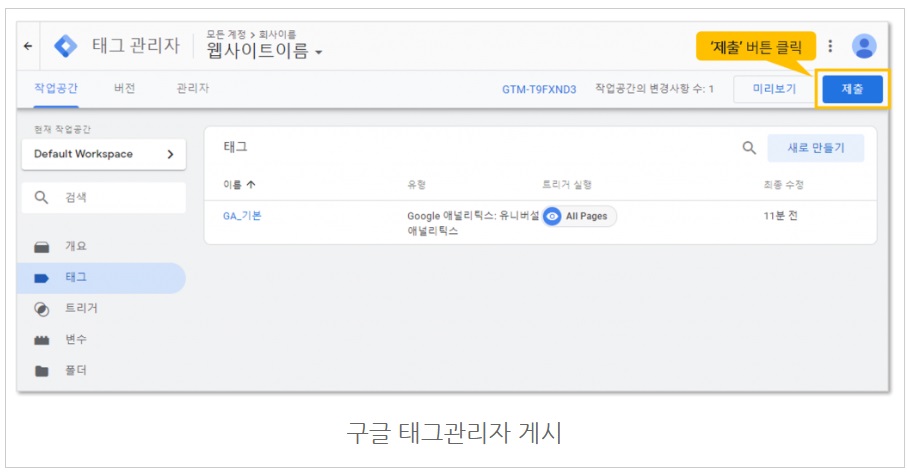 모든 계정 > 회사이름
태그 관리자
웹사이트이름
'제출' 버튼 클릭
작업공간
버전
관리자
GTM-T9FXND3
작업공간의 변경사항 수: 1
미리보기
제출
현재 작업공간
Default Workspace
검색
개요
태그
트리거
변수
폴더
태그
새로 만들기
이름
유형
트리거 실행
최종 수정
GA_기본
Google 애널리틱스: 유니버설
애널리틱스
All Pages
11분 전
구글 태그관리자 게시